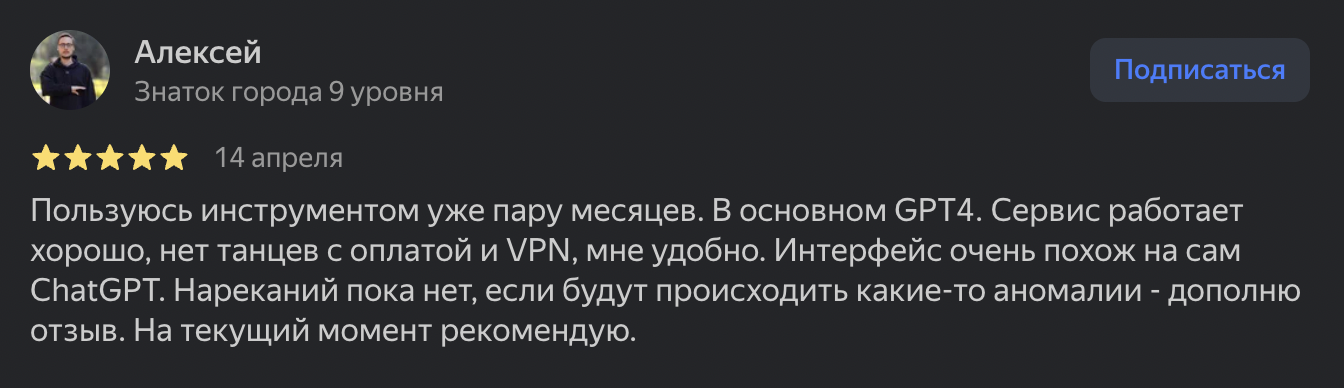 Алексей
Знаток города 9 уровня
Подписаться
14 апреля
Пользуюсь инструментом уже пару месяцев. В основном GPT4. Сервис работает
хорошо, нет танцев с оплатой и VPN, мне удобно. Интерфейс очень похож на сам
ChatGPT. Нареканий пока нет, если будут происходить какие-то аномалии - дополню
отзыв. На текущий момент рекомендую.